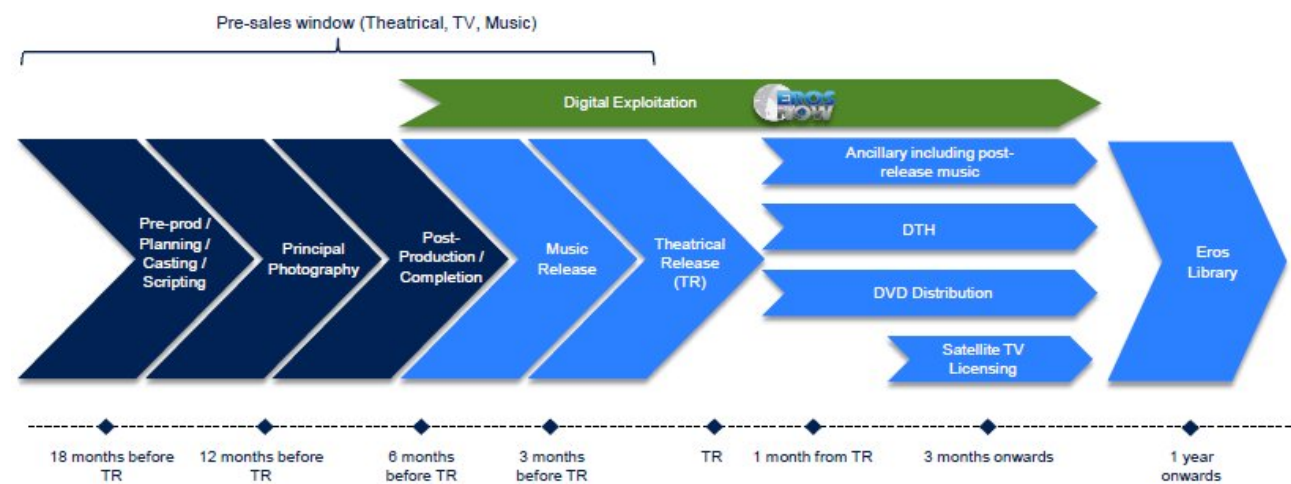 Pre-sales window (Theatrical, TV, Music)
Digital Exploitation
EROS
NOW
Pre-prod /
Planning /
Casting /
Scripting
Principal
Photography
Post-
Production /
Completion
Music
Release
Theatrical
Release
(TR)
Ancillary including post-
release music
DTH
DVD Distribution
Satellite TV
Licensing
Eros
Library
18 months before
TR
12 months before
TR
6 months
before TR
3 months
before TR
TR
1 month from TR
3 months onwards
1 year
onwards